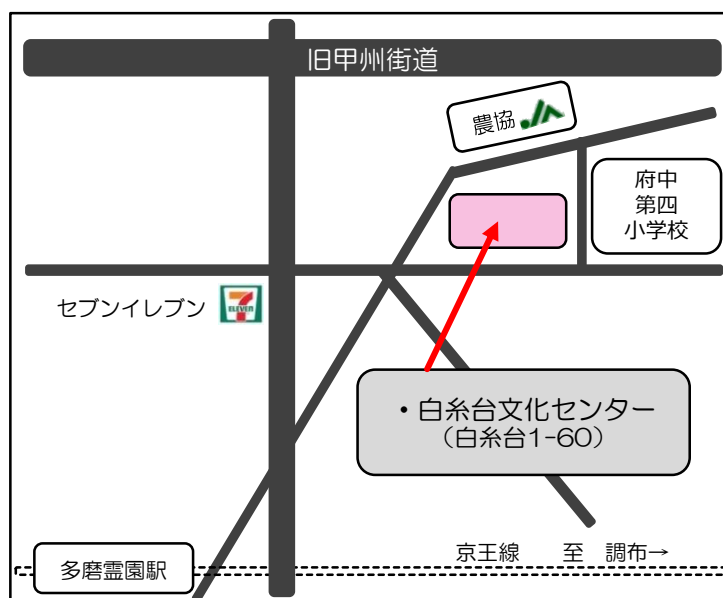 旧甲州街道
農協 JA
府中
第四
小学校
セブンイレブン
7
ELEVEN
・白糸台文化センター
（白糸台1-60）
京王線 至 調布→
多磨霊園駅